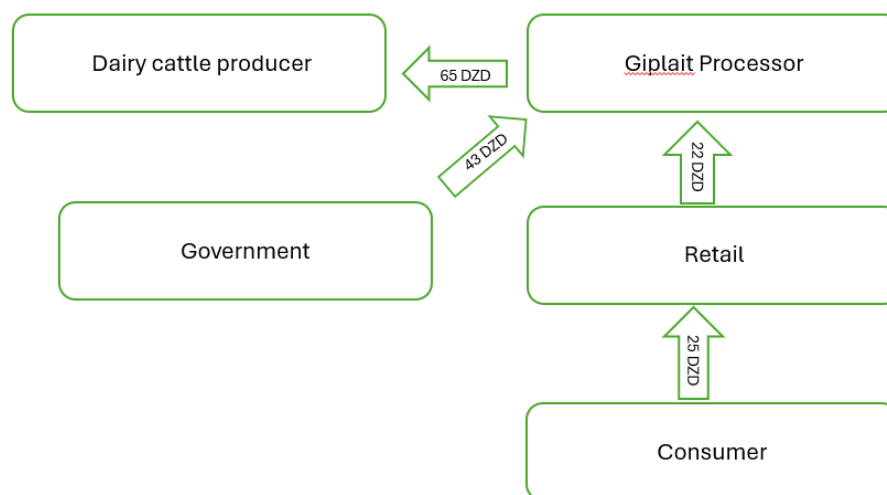 Dairy cattle producer
65 DZD
Giplait Processor
43 DZD
22 DZD
Government
Retail
25 DZD
Consumer